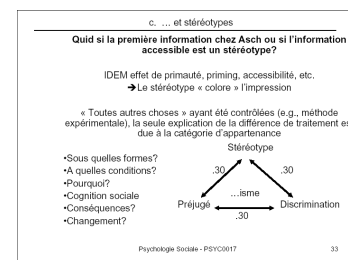 c. … et stéréotypes
Quid si la première information chez Asch ou si l'information
accessible est un stéréotype?
IDEM effet de primauté, priming, accessibilité, etc.
➔Le stéréotype « colore » l'impression
« Toutes autres choses » ayant été contrôlées (e.g., méthode
expérimentale), la seule explication de la différence de traitement es
due à la catégorie d'appartenance
•Sous quelles formes?
•A quelles conditions?
•Pourquoi?
•Cognition sociale
•Conséquences?
•Changement?
Stéréotype
.30 .30
…isme
Préjugé Discrimination
.30
Psychologie Sociale - PSYC0017 33